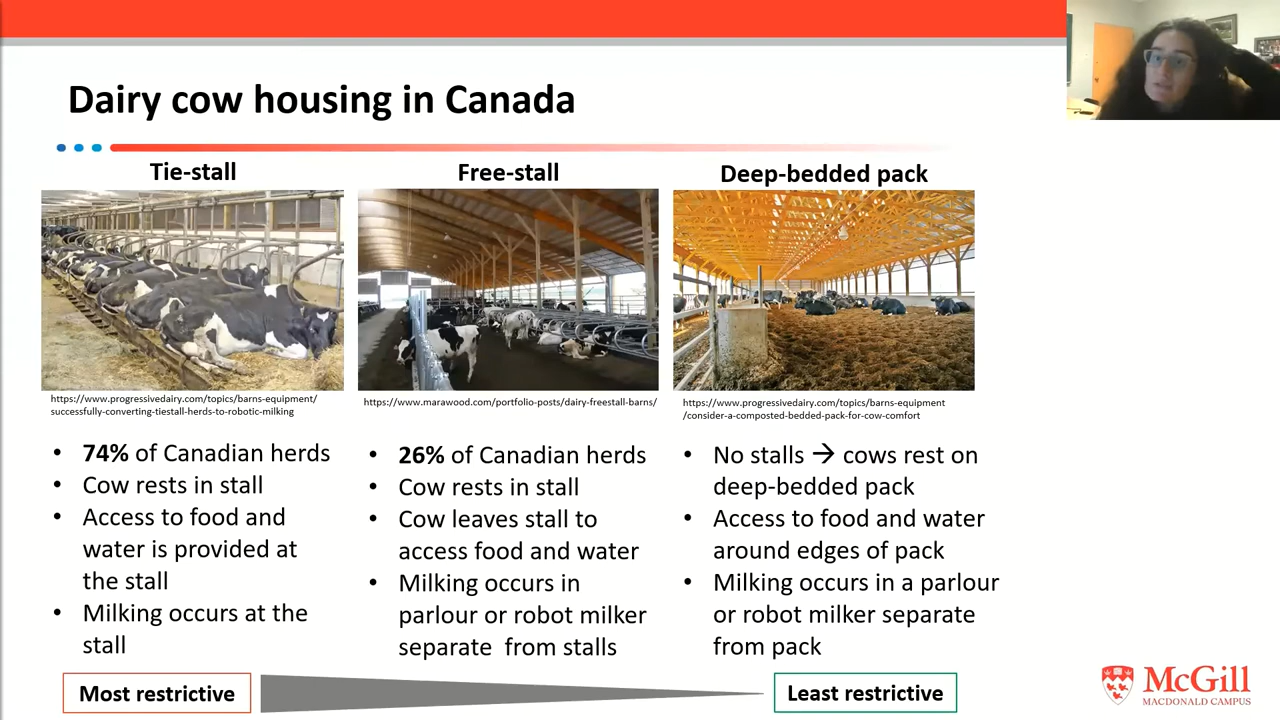 Dairy cow housing in Canada
Tie-stall
https://www.progressivedairy.com/topics/barns-equipment/
successfully-converting-tiestall-herds-to-robotic-milking
• 74% of Canadian herds
• Cow rests in stall
• Access to food and
water is provided at
the stall
• Milking occurs at the
stall
Free-stall
https://www.marawood.com/portfolio-posts/dairy-freestall-barns/
• 26% of Canadian herds
• Cow rests in stall
• Cow leaves stall to
access food and water
• Milking occurs in
parlour or robot milker
separate from stalls
Deep-bedded pack
https://www.progressivedairy.com/topics/barns-equipment
/consider-a-composted-bedded-pack-for-cow-comfort
• No stalls → cows rest on
deep-bedded pack
• Access to food and water
around edges of pack
• Milking occurs in a parlour
or robot milker separate
from pack
Most restrictive
Least restrictive
McGill
MACDONALD CAMPUS